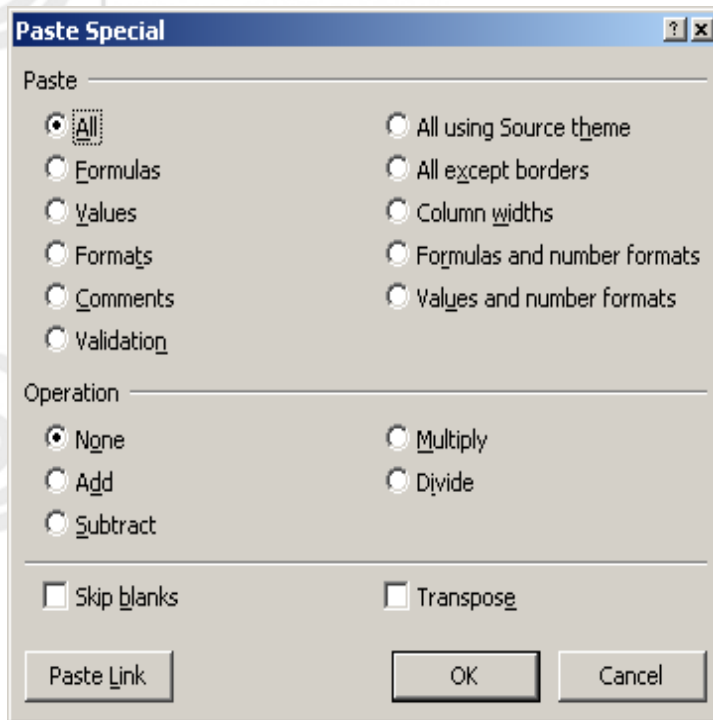 Paste Special
Paste
All
All using Source theme
Formulas
All except borders
Values
Column widths
Formats
Formulas and number formats
Comments
Values and number formats
Validation
Operation
None
Multiply
Add
Divide
Subtract
Skip blanks
Transpose
Paste Link
OK
Cancel